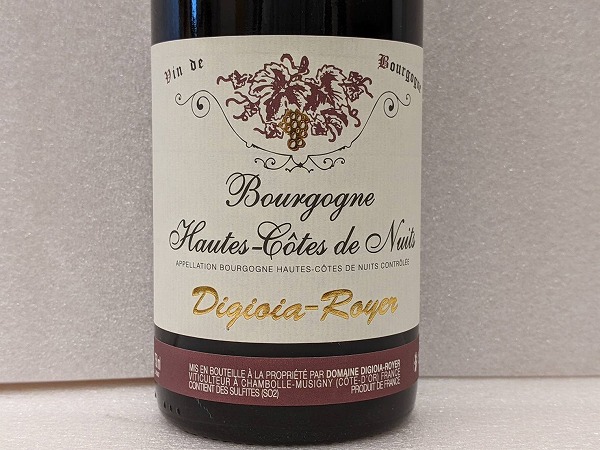 Vin de Bourgogne
Bourgogne
Hautes-Côtes de Nuits
APPELLATION BOURGOGNE HAUTES-CÔTES DE NUITS CONTRÔLÉE
Digioia-Royer
MIS EN BOUTEILLE À LA PROPRIÉTÉ PAR DOMAINE DIGIOIA-ROYER
VITICULTEUR À CHAMBOLLE-MUSIGNY (CÔTE-D'OR) FRANCE
CONTIENT DES SULFITES (SO2) PRODUIT DE FRANCE